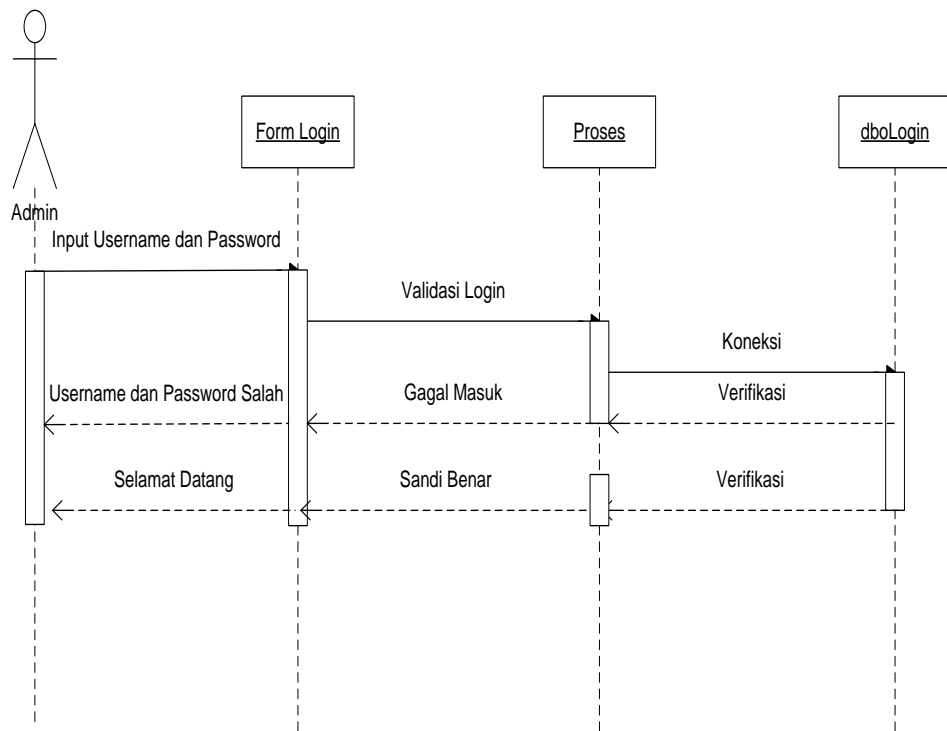 Form Login
Proses
dboLogin
Admin
Input Username dan Password
Validasi Login
Koneksi
Username dan Password Salah
Gagal Masuk
Verifikasi
Selamat Datang
Sandi Benar
Verifikasi